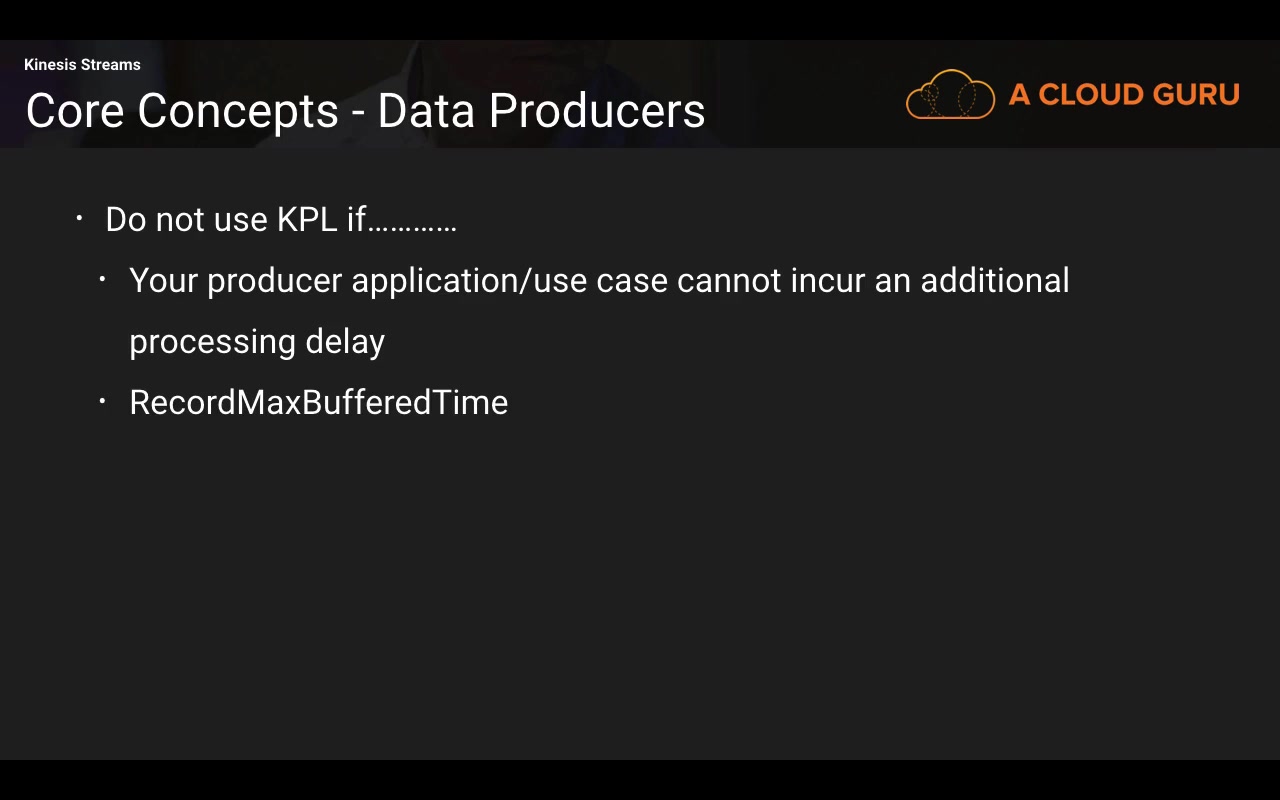 Kinesis Streams
Core Concepts - Data Producers
A CLOUD GURU
• Do not use KPL if…………
• Your producer application/use case cannot incur an additional
processing delay
• RecordMaxBufferedTime